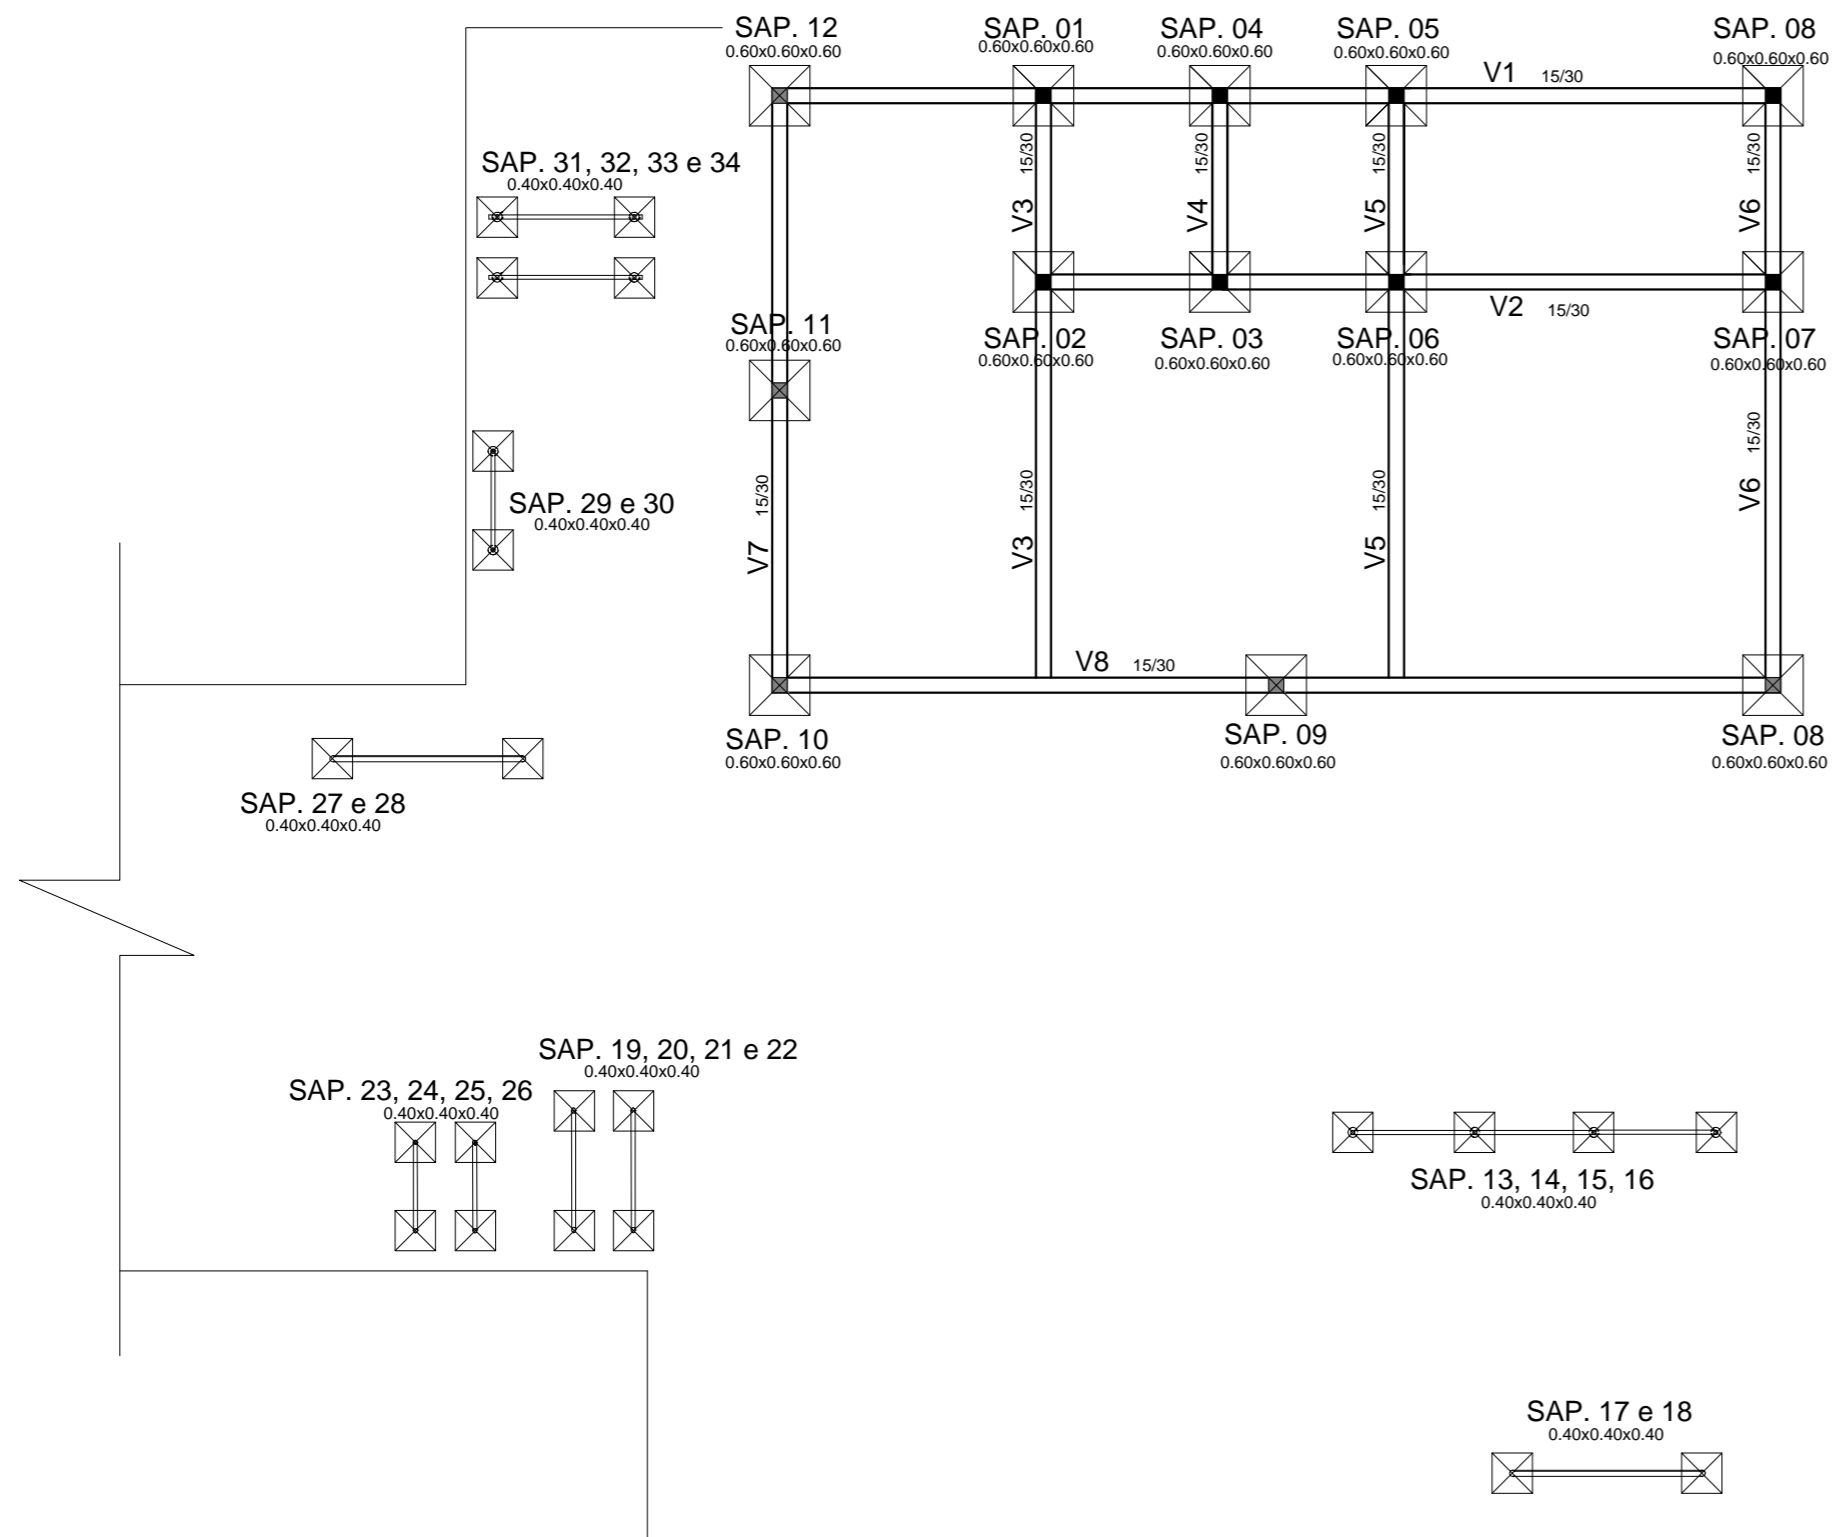 SAP. 12
0.60x0.60x0.60
SAP. 01
0.60x0.60x0.60
SAP. 04
0.60x0.60x0.60
SAP. 05
0.60x0.60x0.60
SAP. 08
0.60x0.60x0.60
V1 15/30
SAP. 31, 32, 33 e 34
0.40x0.40x0.40
V3 15/30
V4 15/30
V5 15/30
V6 15/30
SAP. 11
0.60x0.60x0.60
SAP. 02
0.60x0.60x0.60
SAP. 03
0.60x0.60x0.60
SAP. 06
0.60x0.60x0.60
V2 15/30
SAP. 07
0.60x0.60x0.60
SAP. 29 e 30
0.40x0.40x0.40
V7 15/30
V3 15/30
V5 15/30
V6 15/30
V8 15/30
SAP. 10
0.60x0.60x0.60
SAP. 09
0.60x0.60x0.60
SAP. 08
0.60x0.60x0.60
SAP. 27 e 28
0.40x0.40x0.40
SAP. 19, 20, 21 e 22
0.40x0.40x0.40
SAP. 23, 24, 25, 26
0.40x0.40x0.40
SAP. 13, 14, 15, 16
0.40x0.40x0.40
SAP. 17 e 18
0.40x0.40x0.40